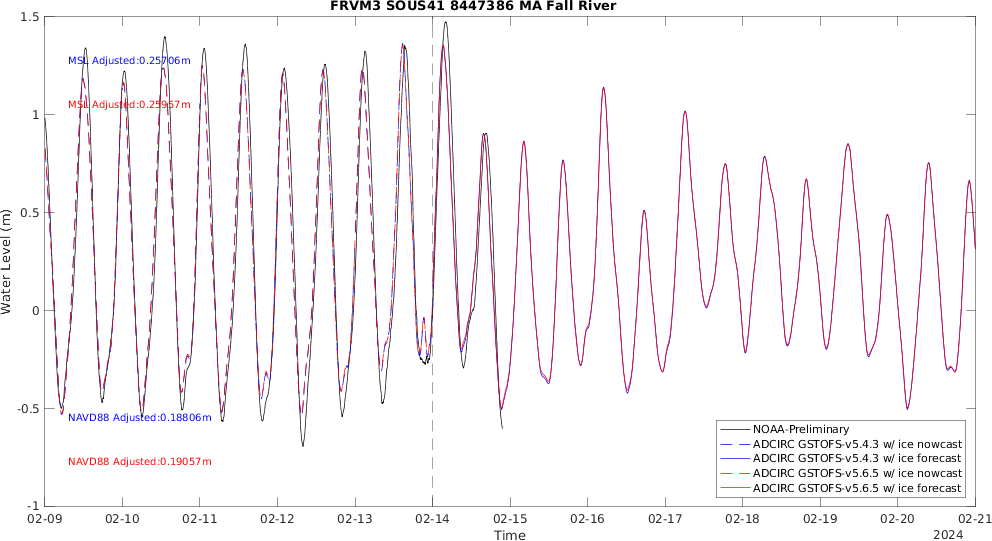 FRVM3 SOUS41 8447386 MA Fall River
1.5
1
0.5
0
-0.5
-1
Water Level (m)
MSL Adjusted:0.25706m
MSL Adjusted:0.25957m
NAVD88 Adjusted:0.18806m
NAVD88 Adjusted:0.19057m
NOAA-Preliminary
ADCIRC GSTOFS-v5.4.3 w/ ice nowcast
ADCIRC GSTOFS-v5.4.3 w/ ice forecast
ADCIRC GSTOFS-v5.6.5 w/ ice nowcast
ADCIRC GSTOFS-v5.6.5 w/ ice forecast
02-09 02-10 02-11 02-12 02-13 02-14 02-15 02-16 02-17 02-18 02-19 02-20 02-21
Time
2024